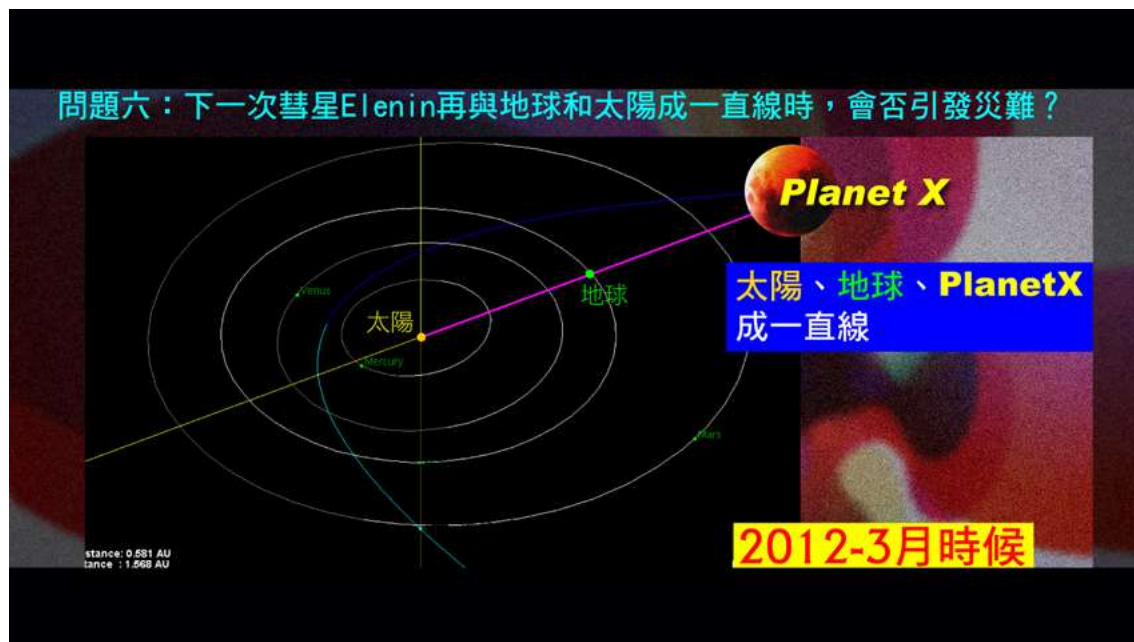 問題六：下一次彗星Elenin再與地球和太陽成一直線時，會否引發災難？
Planet X
太陽、地球、PlanetX
成一直線
Venus
地球
太陽
Mercury
Mars
stance: 0.581 AU
tance : 1.568 AU
2012-3月時候